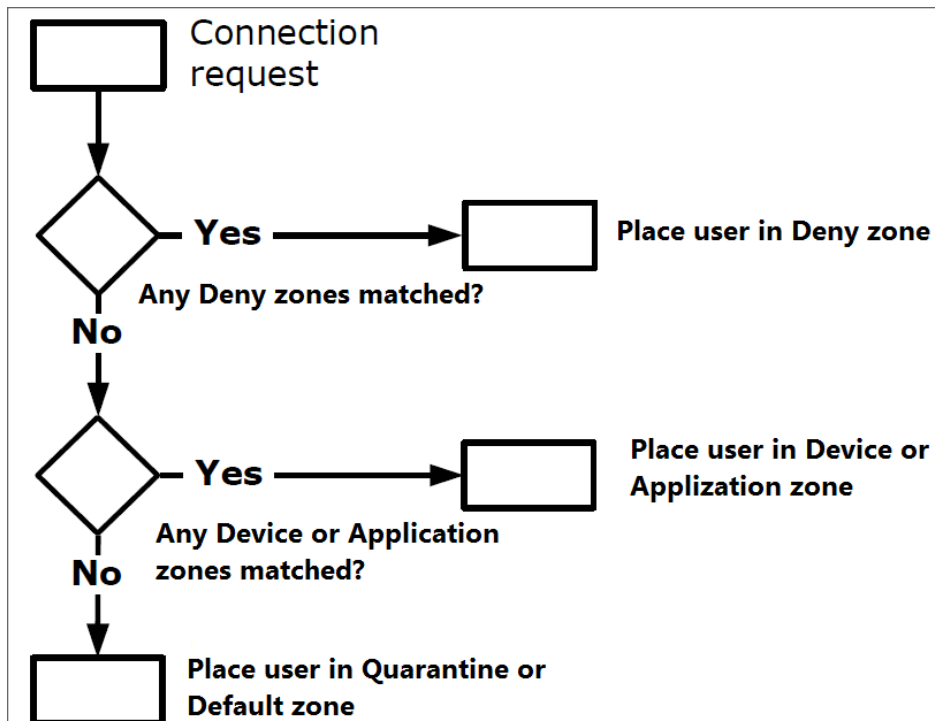 Connection
request
Yes
Place user in Deny zone
Any Deny zones matched?
No
Yes
Place user in Device or
Applization zone
Any Device or Application
zones matched?
No
Place user in Quarantine or
Default zone